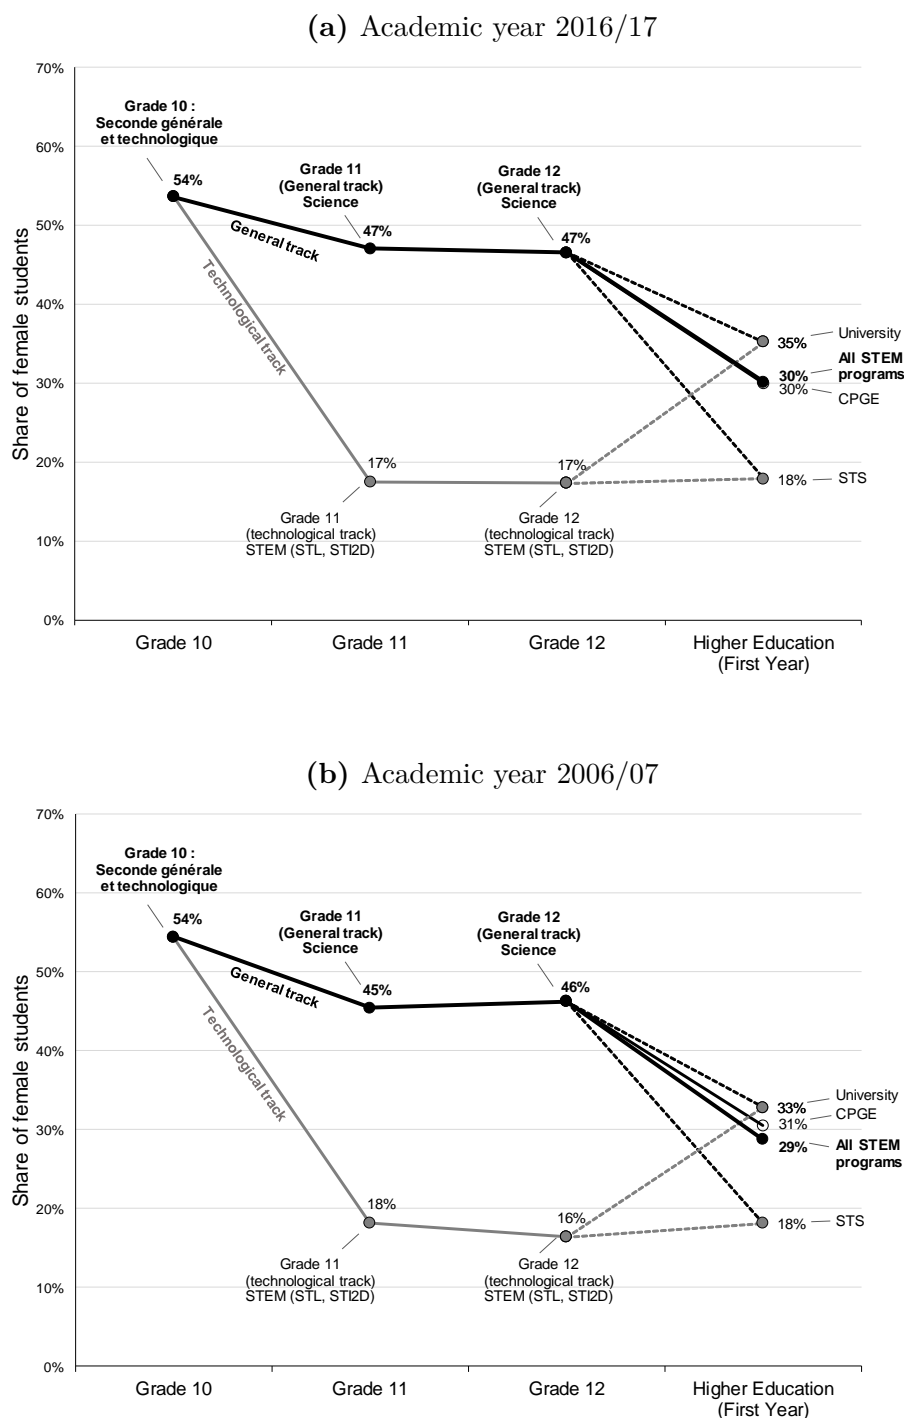 (a) Academic year 2016/17
70%
60%
50%
40%
30%
20%
10%
0%
Share of female students
Grade 10 :
Seconde générale
et technologique
54%
General track
Technological track
Grade 11
(General track)
Science
47%
Grade 12
(General track)
Science
47%
17%
Grade 11
(technological track)
STEM (STL, STI2D)
17%
Grade 12
(technological track)
STEM (STL, STI2D)
35%
University
30%
All STEM
programs
30%
CPGE
18%
STS
Grade 10
Grade 11
Grade 12
Higher Education
(First Year)
(b) Academic year 2006/07
70%
60%
50%
40%
30%
20%
10%
0%
Share of female students
Grade 10 :
Seconde générale
et technologique
54%
General track
Technological track
Grade 11
(General track)
Science
45%
Grade 12
(General track)
Science
46%
18%
Grade 11
(technological track)
STEM (STL, STI2D)
16%
Grade 12
(technological track)
STEM (STL, STI2D)
33%
University
31%
CPGE
29%
All STEM
programs
18%
STS
Grade 10
Grade 11
Grade 12
Higher Education
(First Year)